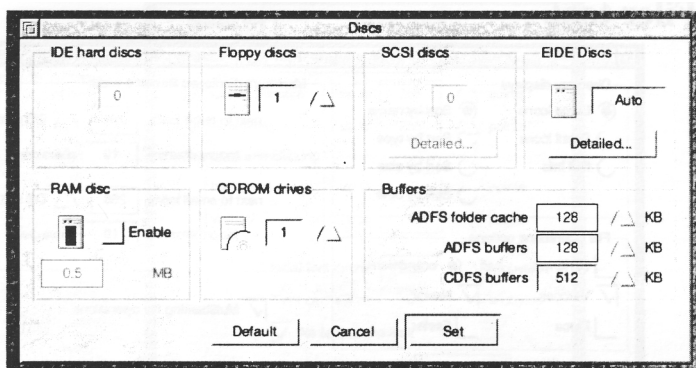 Discs
IDE hard discs
0
Floppy discs
1
SCSI discs
0
Detailed...
EIDE Discs
Auto
Detailed...
RAM disc
Enable
0.5 MB
CDROM drives
1
Buffers
ADFS folder cache 128 KB
ADFS buffers 128 KB
CDFS buffers 512 KB
Default Cancel Set